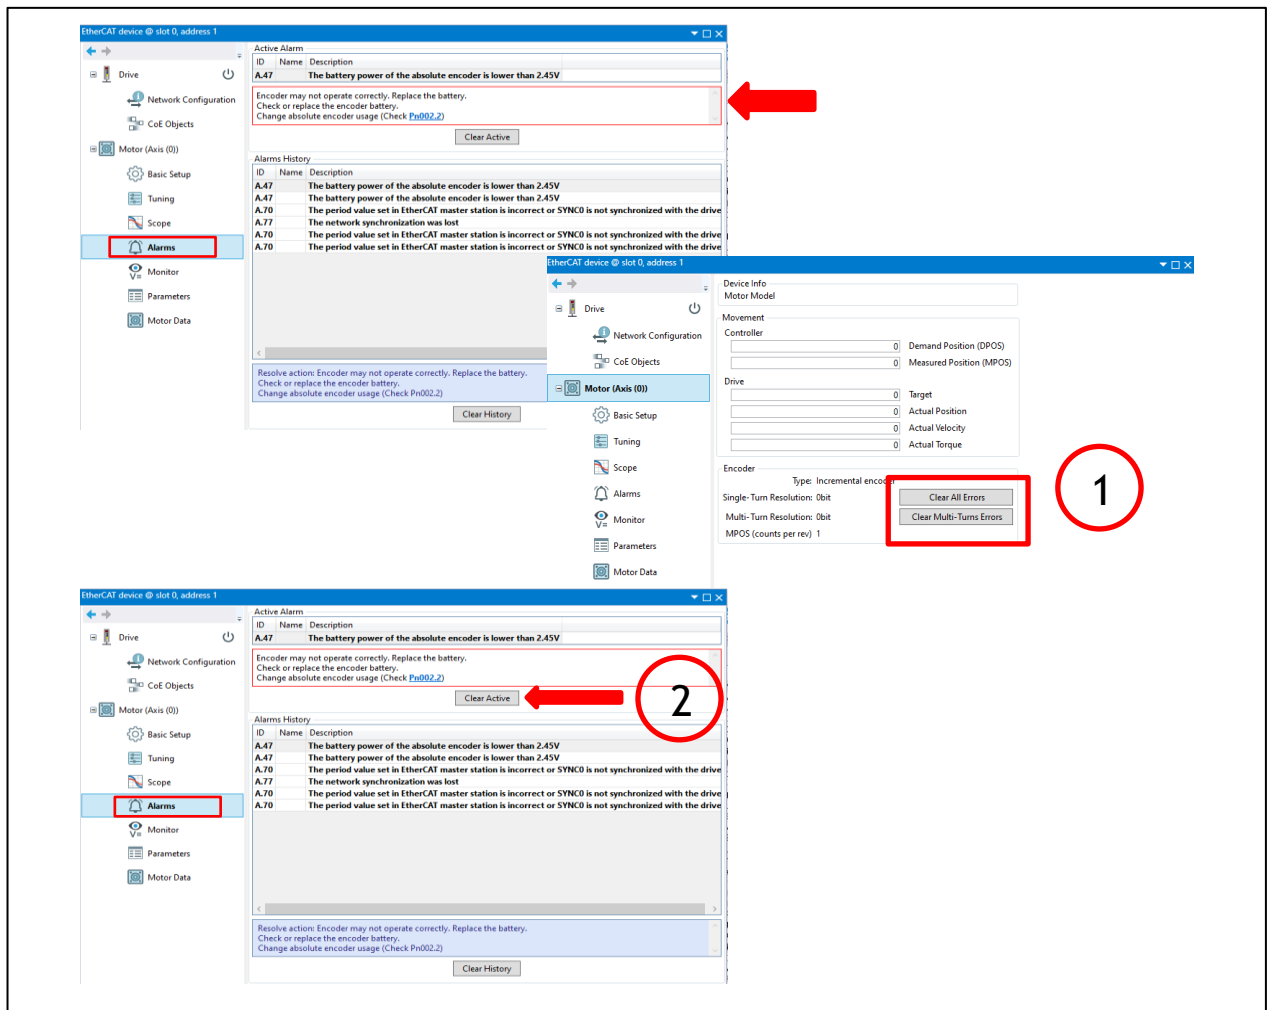 EtherCAT device @ slot 0, address 1
Drive
Network Configuration
CoE Objects
Motor (Axis (0))
Basic Setup
Tuning
Scope
Alarms
Monitor
Parameters
Motor Data
Active Alarm
ID Name Description
A.47 The battery power of the absolute encoder is lower than 2.45V
Encoder may not operate correctly. Replace the battery.
Check or replace the encoder battery.
Change absolute encoder usage (Check Pn002.2)
Clear Active
Alarms History
ID Name Description
A.47 The battery power of the absolute encoder is lower than 2.45V
A.47 The battery power of the absolute encoder is lower than 2.45V
A.70 The period value set in EtherCAT master station is incorrect or SYNC0 is not synchronized with the drive
A.77 The network synchronization was lost
A.70 The period value set in EtherCAT master station is incorrect or SYNC0 is not synchronized with the drive
A.70 The period value set in EtherCAT master station is incorrect or SYNC0 is not synchronized with the drive
Resolve action: Encoder may not operate correctly. Replace the battery.
Check or replace the encoder battery.
Change absolute encoder usage (Check Pn002.2)
Clear History
EtherCAT device @ slot 0, address 1
Drive
Network Configuration
CoE Objects
Motor (Axis (0))
Basic Setup
Tuning
Scope
Alarms
Monitor
Parameters
Motor Data
Device Info
Motor Model
Movement
Controller
0 Demand Position (DPOS)
0 Measured Position (MPOS)
Drive
0 Target
0 Actual Position
0 Actual Velocity
0 Actual Torque
Encoder
Type: Incremental encoder
Single-Turn Resolution: 0bit Clear All Errors
Multi-Turn Resolution: 0bit Clear Multi-Turns Errors
MPOS (counts per rev) 1
1
EtherCAT device @ slot 0, address 1
Drive
Network Configuration
CoE Objects
Motor (Axis (0))
Basic Setup
Tuning
Scope
Alarms
Monitor
Parameters
Motor Data
Active Alarm
ID Name Description
A.47 The battery power of the absolute encoder is lower than 2.45V
Encoder may not operate correctly. Replace the battery.
Check or replace the encoder battery.
Change absolute encoder usage (Check Pn002.2)
Clear Active
2
Alarms History
ID Name Description
A.47 The battery power of the absolute encoder is lower than 2.45V
A.47 The battery power of the absolute encoder is lower than 2.45V
A.70 The period value set in EtherCAT master station is incorrect or SYNC0 is not synchronized with the drive
A.77 The network synchronization was lost
A.70 The period value set in EtherCAT master station is incorrect or SYNC0 is not synchronized with the drive
A.70 The period value set in EtherCAT master station is incorrect or SYNC0 is not synchronized with the drive
Resolve action: Encoder may not operate correctly. Replace the battery.
Check or replace the encoder battery.
Change absolute encoder usage (Check Pn002.2)
Clear History